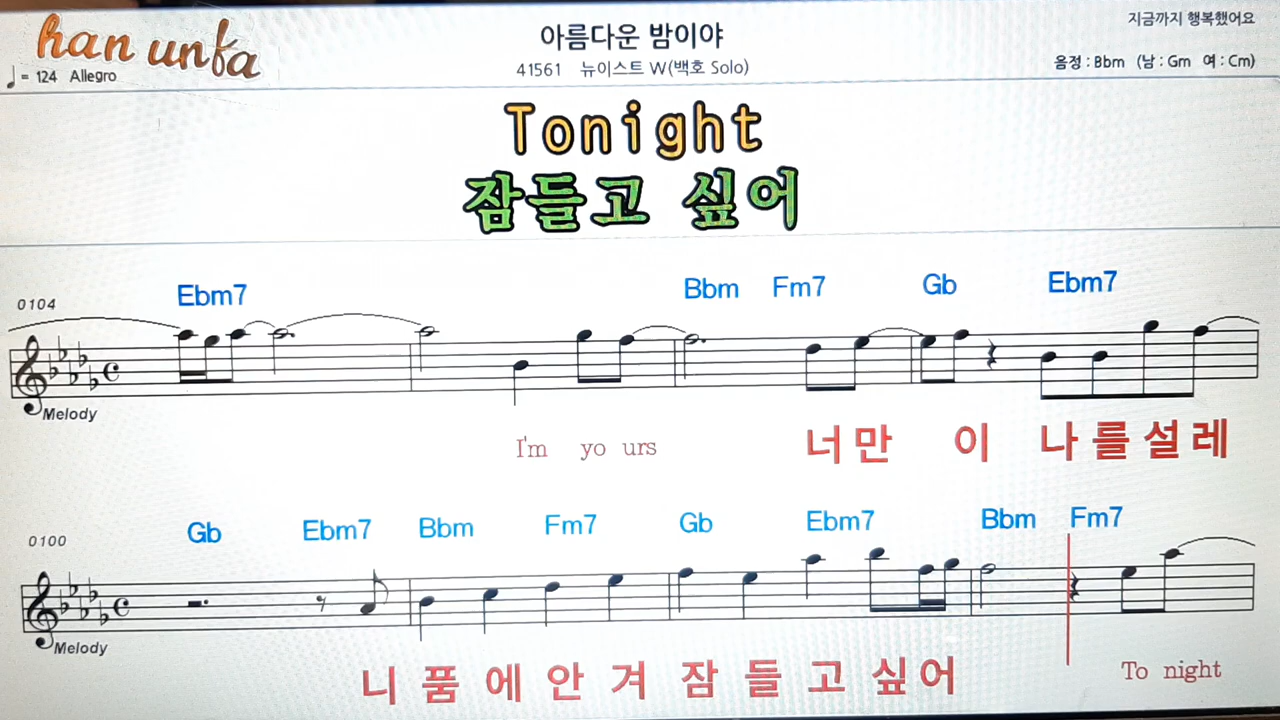 han unfa
♩= 124 Allegro
아름다운 밤이야
41561 뉴이스트 W(백호 Solo)
지금까지 행복했어요
음정 : Bbm (남 : Gm 여 : Cm)
Tonight
잠들고 싶어
0104
Ebm7 Bbm Fm7 Gb Ebm7
Melody
I'm yo urs 너 만 이 나 를 설 레
0100
Gb Ebm7 Bbm Fm7 Gb Ebm7 Bbm Fm7
Melody
니 품 에 안 겨 잠 들 고 싶 어 To night